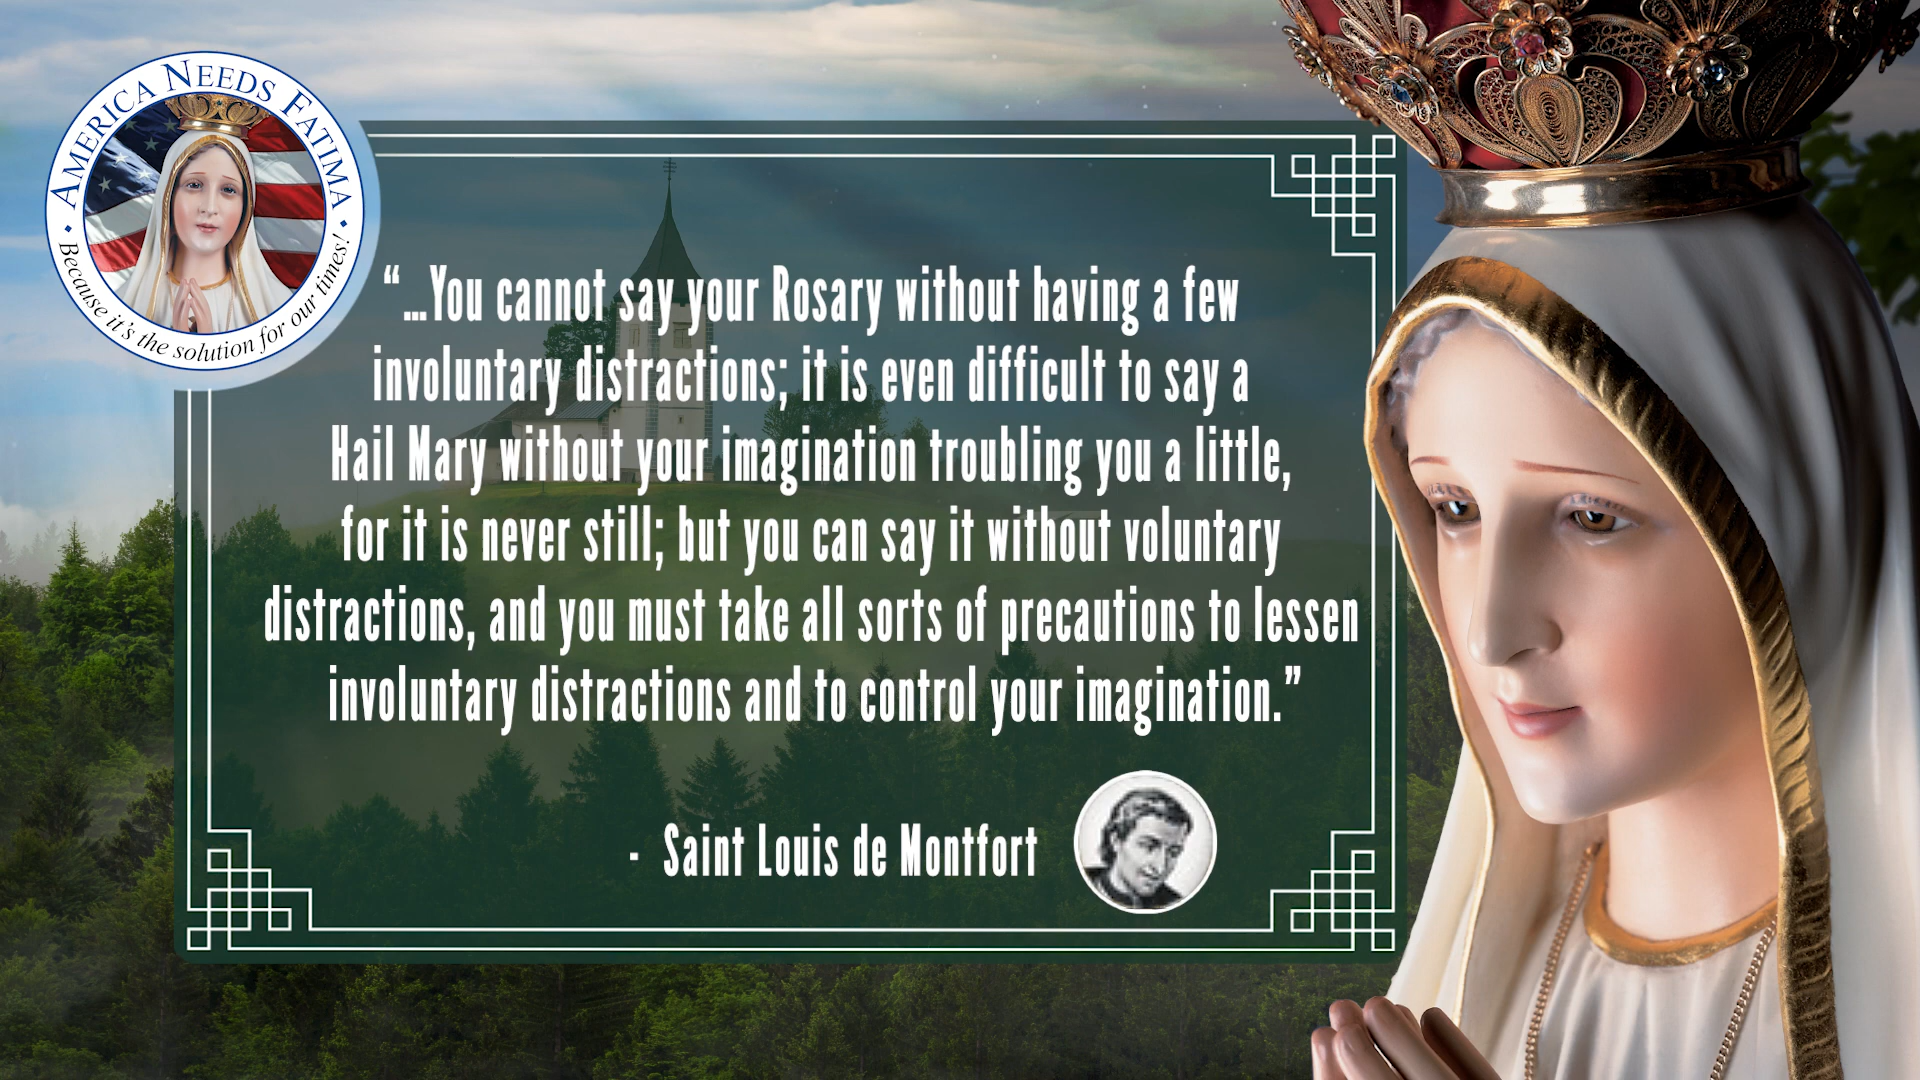 AMERICA NEEDS FATIMA
Because it's the solution for our times!
“...You cannot say your Rosary without having a few
involuntary distractions; it is even difficult to say a
Hail Mary without your imagination troubling you a little,
for it is never still; but you can say it without voluntary
distractions, and you must take all sorts of precautions to lessen
involuntary distractions and to control your imagination.”
- Saint Louis de Montfort